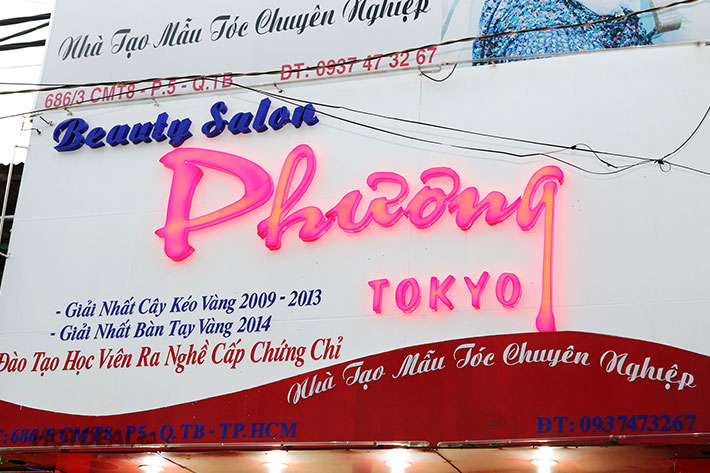 Nhà Tạo Mẫu Tóc Chuyên Nghiệp
686/3 CMT8 - P.5 - Q.TB ĐT: 0937 47 32 67
Beauty Salon
Phương
TOKYO
- Giải Nhất Cây Kéo Vàng 2009 - 2013
- Giải Nhất Bàn Tay Vàng 2014
Đào Tạo Học Viên Ra Nghề Cấp Chứng Chỉ
Nhà Tạo Mẫu Tóc Chuyên Nghiệp
CMT8 - P5 - Q.TB - TP.HCM ĐT: 0937473267